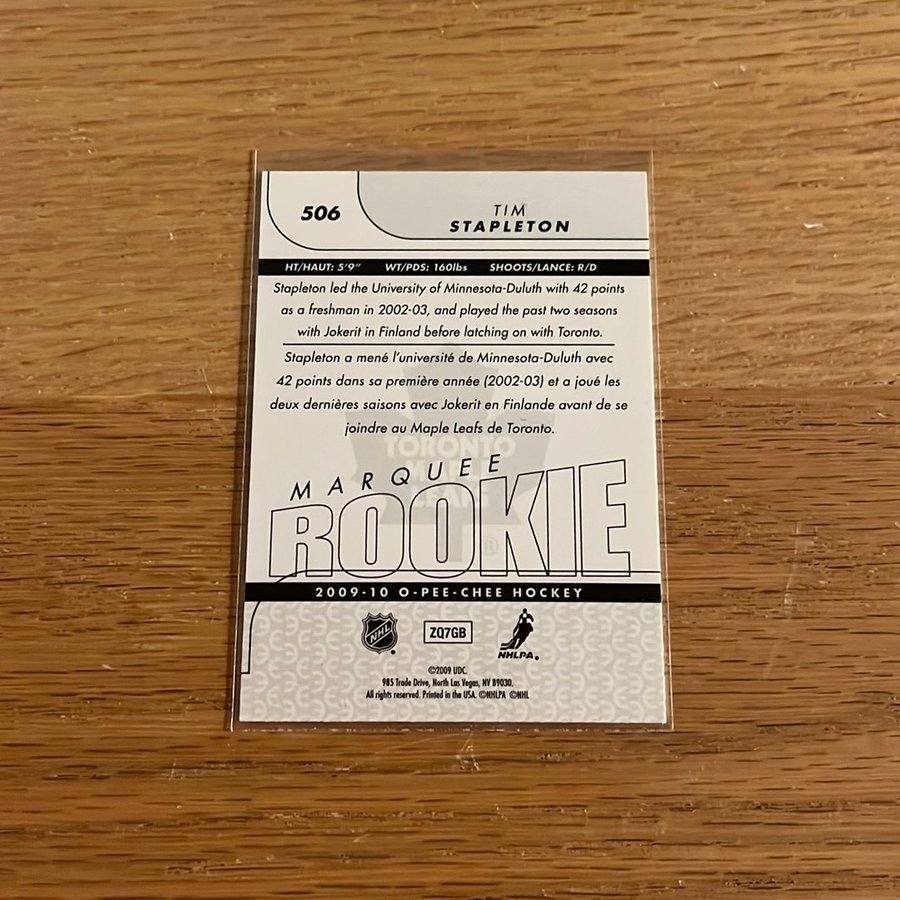 506
TIM
STAPLETON
HT/HAUT: 5'9" WT/PDS: 160lbs SHOOTS/LANCE: R/D
Stapleton led the University of Minnesota-Duluth with 42 points
as a freshman in 2002-03, and played the past two seasons
with Jokerit in Finland before latching on with Toronto.
Stapleton a mené l'université de Minnesota-Duluth avec
42 points dans sa première année (2002-03) et a joué les
deux dernières saisons avec Jokerit en Finlande avant de se
joindre au Maple Leafs de Toronto.
TORONTO
MARQUEE
ROOKIE
®
2009-10 O-PEE-CHEE HOCKEY
NHL ZQ7GB NHLPA.
©2009 UDC.
985 Trade Drive, North Las Vegas, NV 89030.
All rights reserved. Printed in the USA. ©NHLPA ©NHL